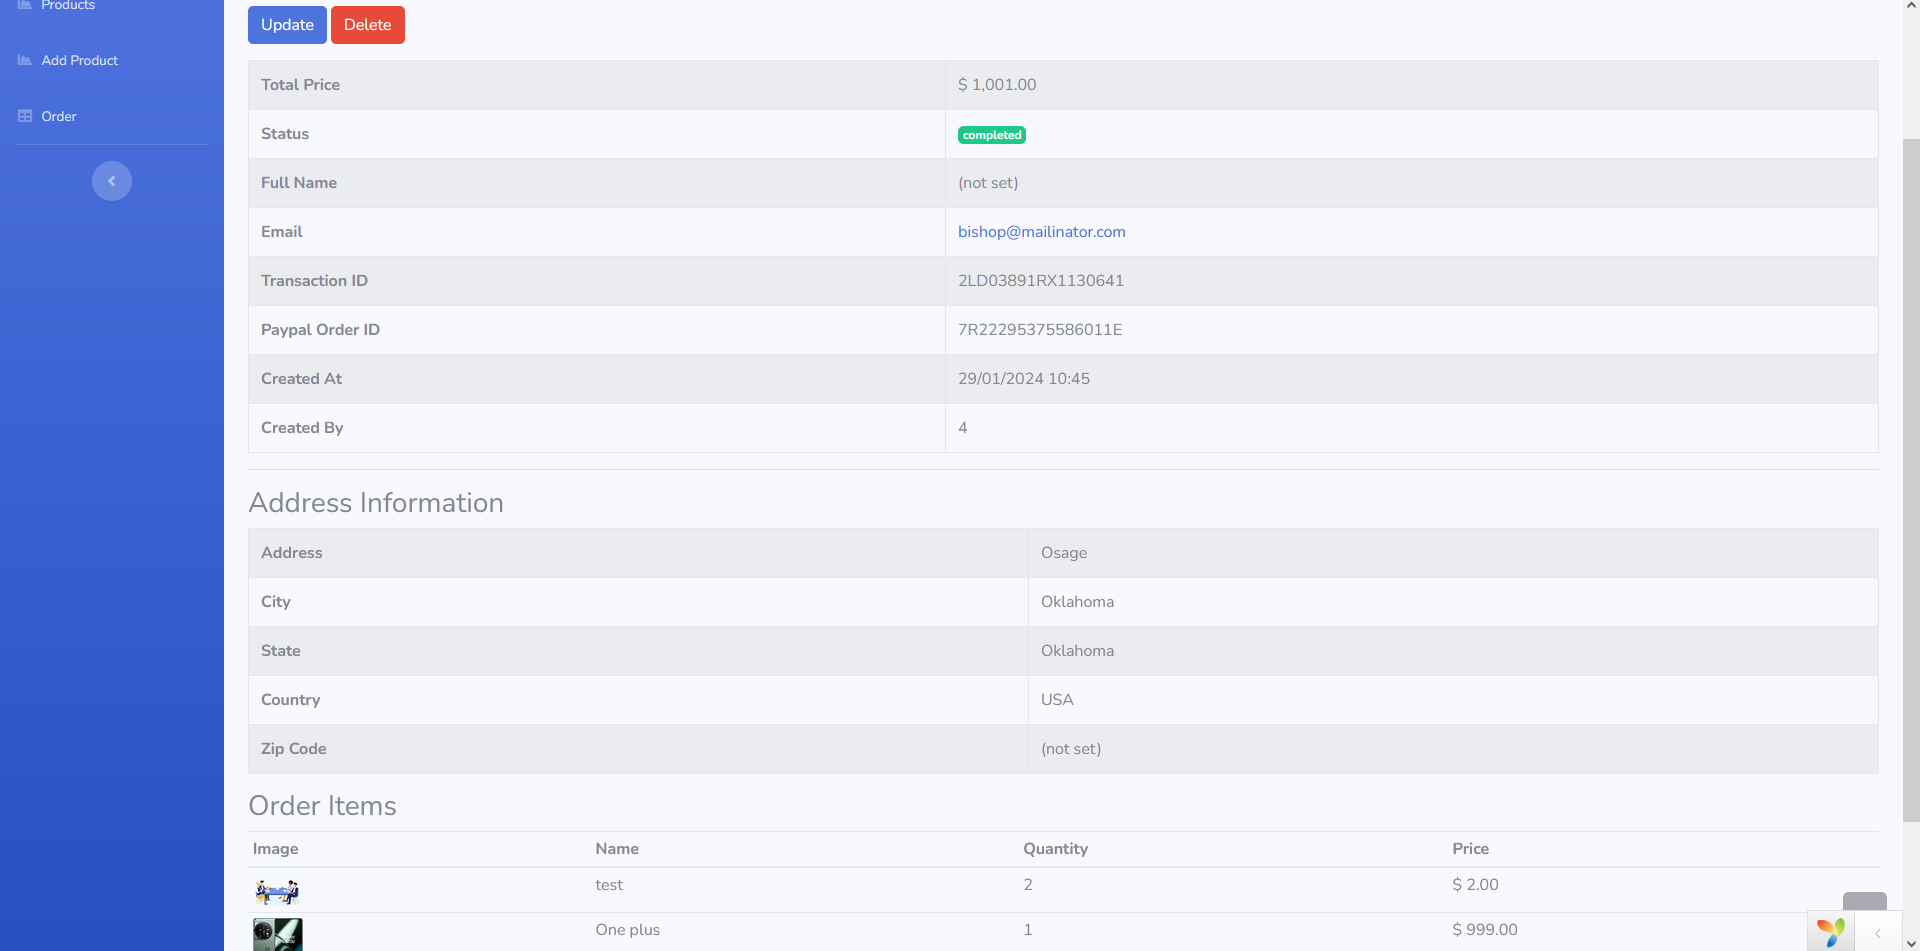 Products
Add Product
Order
Update Delete
Total Price $ 1,001.00
Status completed
Full Name (not set)
Email bishop@mailinator.com
Transaction ID 2LD03891RX1130641
Paypal Order ID 7R22295375586011E
Created At 29/01/2024 10:45
Created By 4
Address Information
Address Osage
City Oklahoma
State Oklahoma
Country USA
Zip Code (not set)
Order Items
Image Name Quantity Price
test 2 $ 2.00
One plus 1 $ 999.00